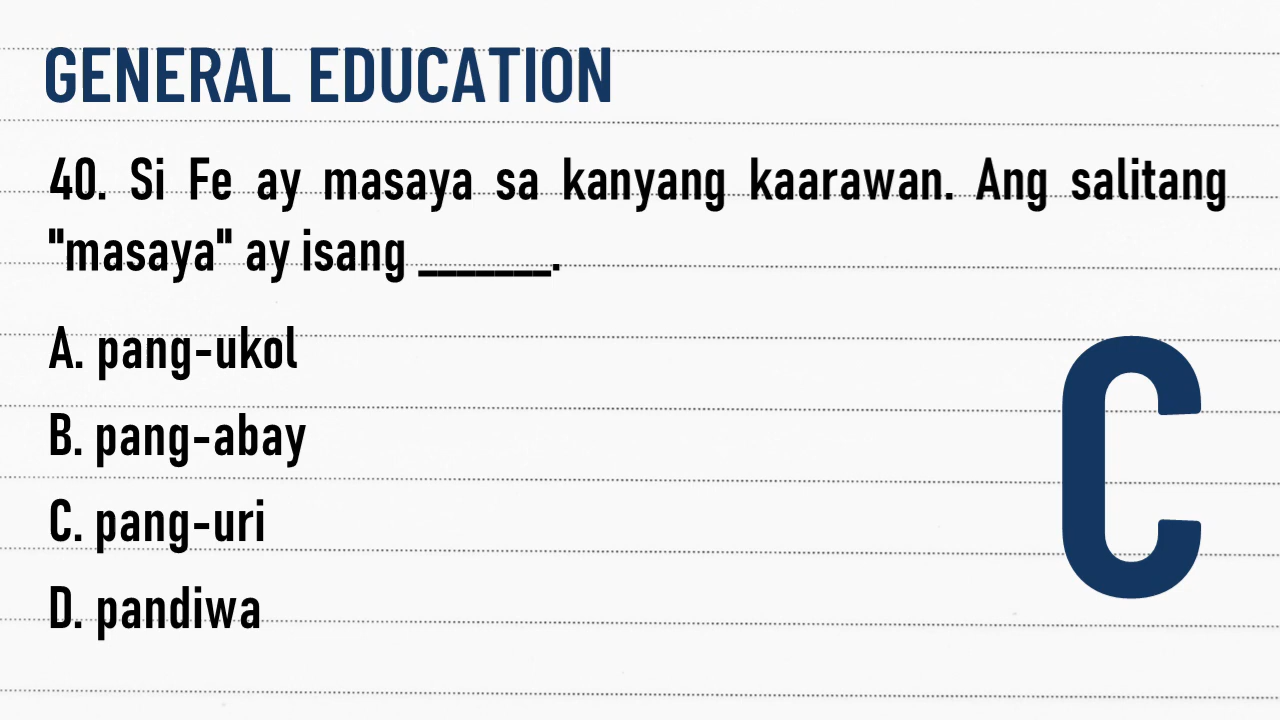 GENERAL EDUCATION
40. Si Fe ay masaya sa kanyang kaarawan. Ang salitang
"masaya" ay isang _______.
A. pang-ukol
B. pang-abay
C. pang-uri
D. pandiwa
C